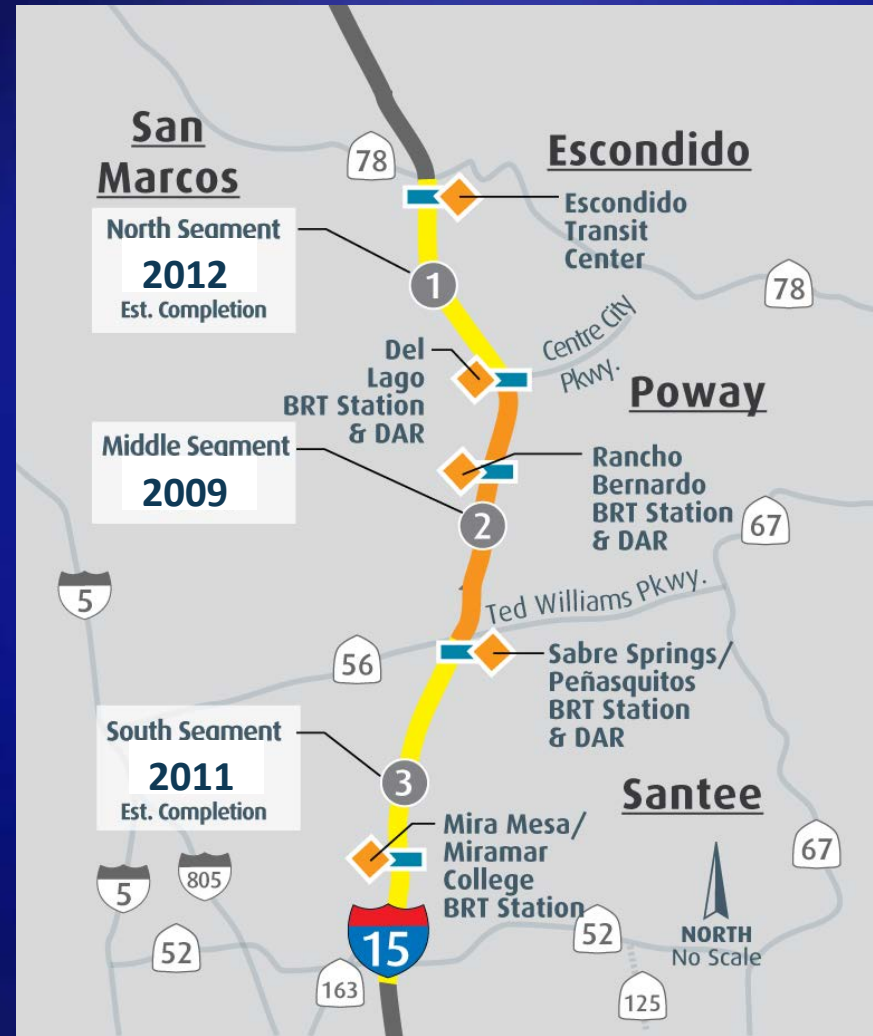 San
Marcos
78
Escondido
Escondido
Transit
Center
North Segment
2012
Est. Completion
1
78
Centre City
Pkwy.
Del
Lago
BRT Station
& DAR
Poway
Middle Segment
2009
Rancho
Bernardo
BRT Station
& DAR
2
67
5
Ted Williams Pkwy.
56
Sabre Springs/
Peñasquitos
BRT Station
& DAR
South Segment
2011
Est. Completion
3
Santee
Mira Mesa/
Miramar
College
BRT Station
67
5
805
15
52
52
NORTH
No Scale
163
125